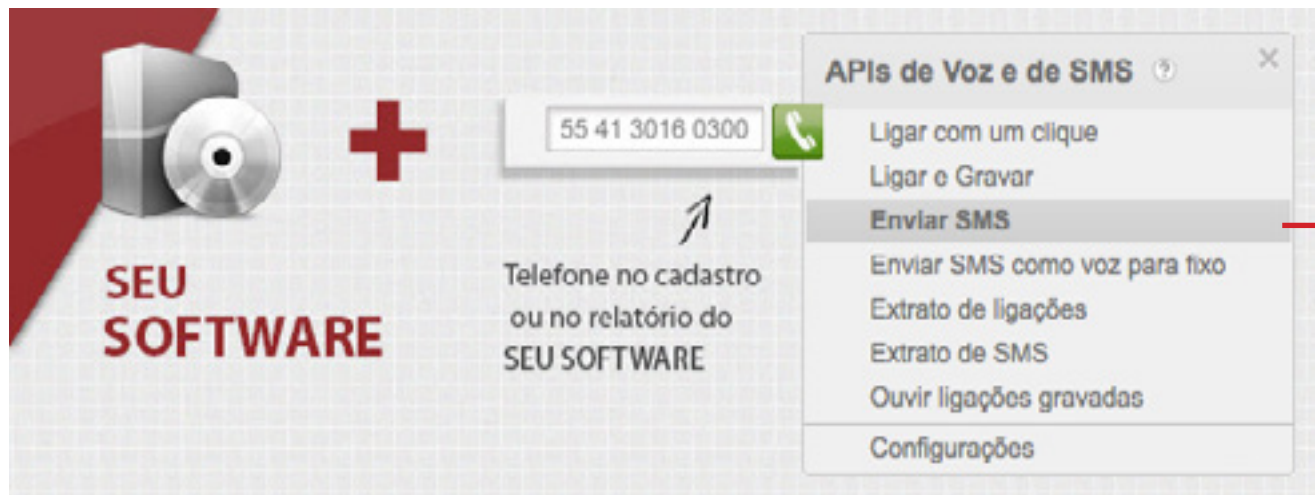 SEU
SOFTWARE
55 41 3016 0300
Telefone no cadastro
ou no relatório do
SEU SOFTWARE
APIs de Voz e de SMS ?
Ligar com um clique
Ligar e Gravar
Enviar SMS
Enviar SMS como voz para fixo
Extrato de ligações
Extrato de SMS
Ouvir ligações gravadas
Configurações